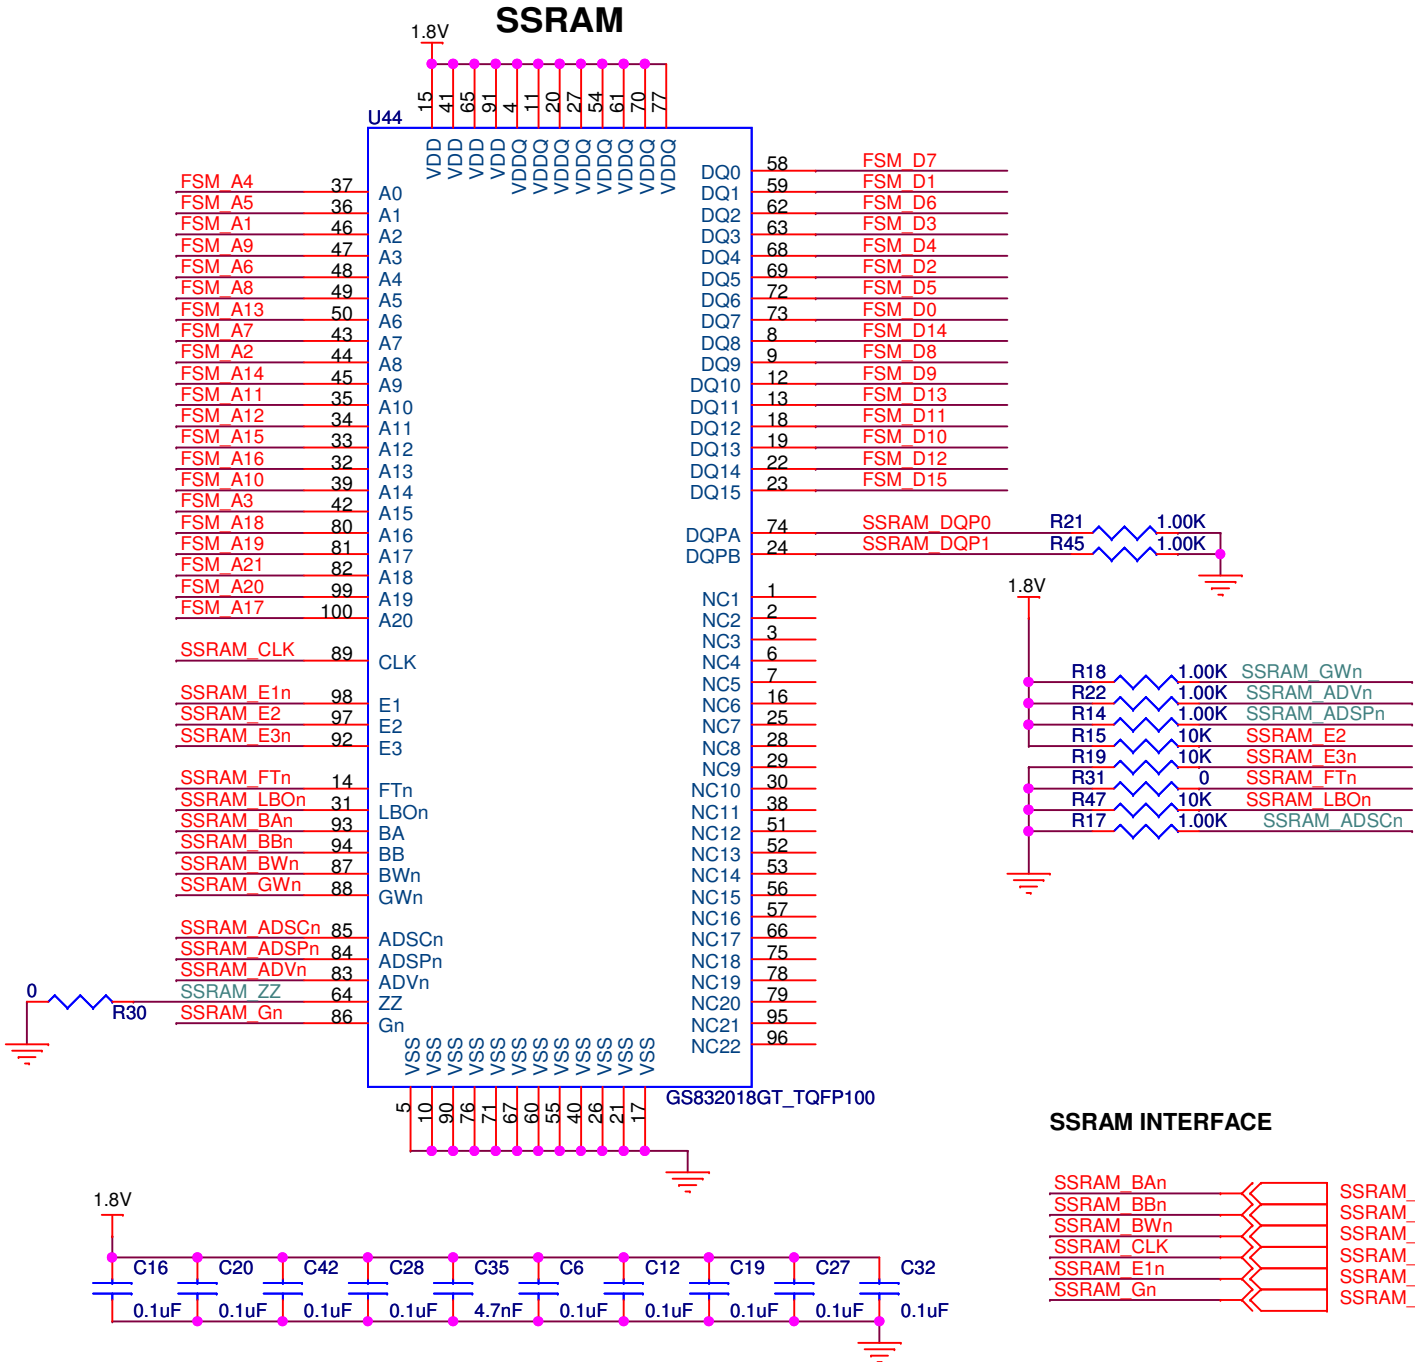 SSRAM
1.8V
15 41 65 91 4 11 20 27 54 61 70 77
U44
VDD VDD VDD VDD VDDQ VDDQ VDDQ VDDQ VDDQ VDDQ VDDQ VDDQ
FSM_A4 37 A0
FSM_A5 36 A1
FSM_A1 46 A2
FSM_A9 47 A3
FSM_A6 48 A4
FSM_A8 49 A5
FSM_A13 50 A6
FSM_A7 43 A7
FSM_A2 44 A8
FSM_A14 45 A9
FSM_A11 35 A10
FSM_A12 34 A11
FSM_A15 33 A12
FSM_A16 32 A13
FSM_A10 39 A14
FSM_A3 42 A15
FSM_A18 80 A16
FSM_A19 81 A17
FSM_A21 82 A18
FSM_A20 99 A19
FSM_A17 100 A20
SSRAM_CLK 89 CLK
SSRAM_E1n 98 E1
SSRAM_E2 97 E2
SSRAM_E3n 92 E3
SSRAM_FTn 14 FTn
SSRAM_LBOn 31 LBOn
SSRAM_BAn 93 BA
SSRAM_BBn 94 BB
SSRAM_BWn 87 BWn
SSRAM_GWn 88 GWn
SSRAM_ADSCn 85 ADSCn
SSRAM_ADSPn 84 ADSPn
SSRAM_ADVn 83 ADVn
0 R30 SSRAM_ZZ 64 ZZ
SSRAM_Gn 86 Gn
DQ0 58 FSM_D7
DQ1 59 FSM_D1
DQ2 62 FSM_D6
DQ3 63 FSM_D3
DQ4 68 FSM_D4
DQ5 69 FSM_D2
DQ6 72 FSM_D5
DQ7 73 FSM_D0
DQ8 8 FSM_D14
DQ9 9 FSM_D8
DQ10 12 FSM_D9
DQ11 13 FSM_D13
DQ12 18 FSM_D11
DQ13 19 FSM_D10
DQ14 22 FSM_D12
DQ15 23 FSM_D15
DQPA 74 SSRAM_DQP0 R21 1.00K
DQPB 24 SSRAM_DQP1 R45 1.00K
NC1 1
NC2 2
NC3 3
NC4 6
NC5 7
NC6 16
NC7 25
NC8 28
NC9 29
NC10 30
NC11 38
NC12 51
NC13 52
NC14 53
NC15 56
NC16 57
NC17 66
NC18 75
NC19 78
NC20 79
NC21 95
NC22 96
VSS VSS VSS VSS VSS VSS VSS VSS VSS VSS VSS VSS
5 10 90 76 71 67 60 55 40 26 21 17
GS832018GT_TQFP100
1.8V
R18 1.00K SSRAM_GWn
R22 1.00K SSRAM_ADVn
R14 1.00K SSRAM_ADSPn
R15 10K SSRAM_E2
R19 10K SSRAM_E3n
R31 0 SSRAM_FTn
R47 10K SSRAM_LBOn
R17 1.00K SSRAM_ADSCn
SSRAM INTERFACE
SSRAM_BAn SSRAM_
SSRAM_BBn SSRAM_
SSRAM_BWn SSRAM_
SSRAM_CLK SSRAM_
SSRAM_E1n SSRAM_
SSRAM_Gn SSRAM_
1.8V
C16 C20 C42 C28 C35 C6 C12 C19 C27 C32
0.1uF 0.1uF 0.1uF 0.1uF 4.7nF 0.1uF 0.1uF 0.1uF 0.1uF 0.1uF